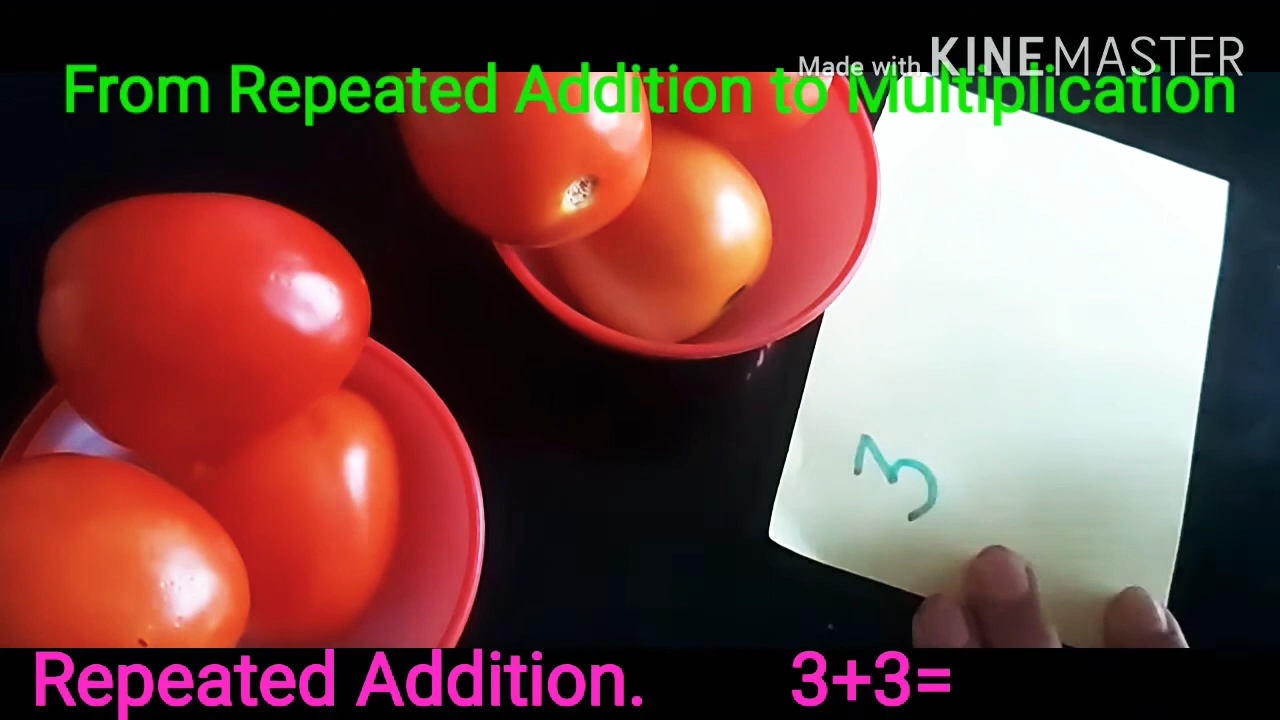 Made with KINEMASTER
From Repeated Addition to Multiplication
3
Repeated Addition. 3+3=